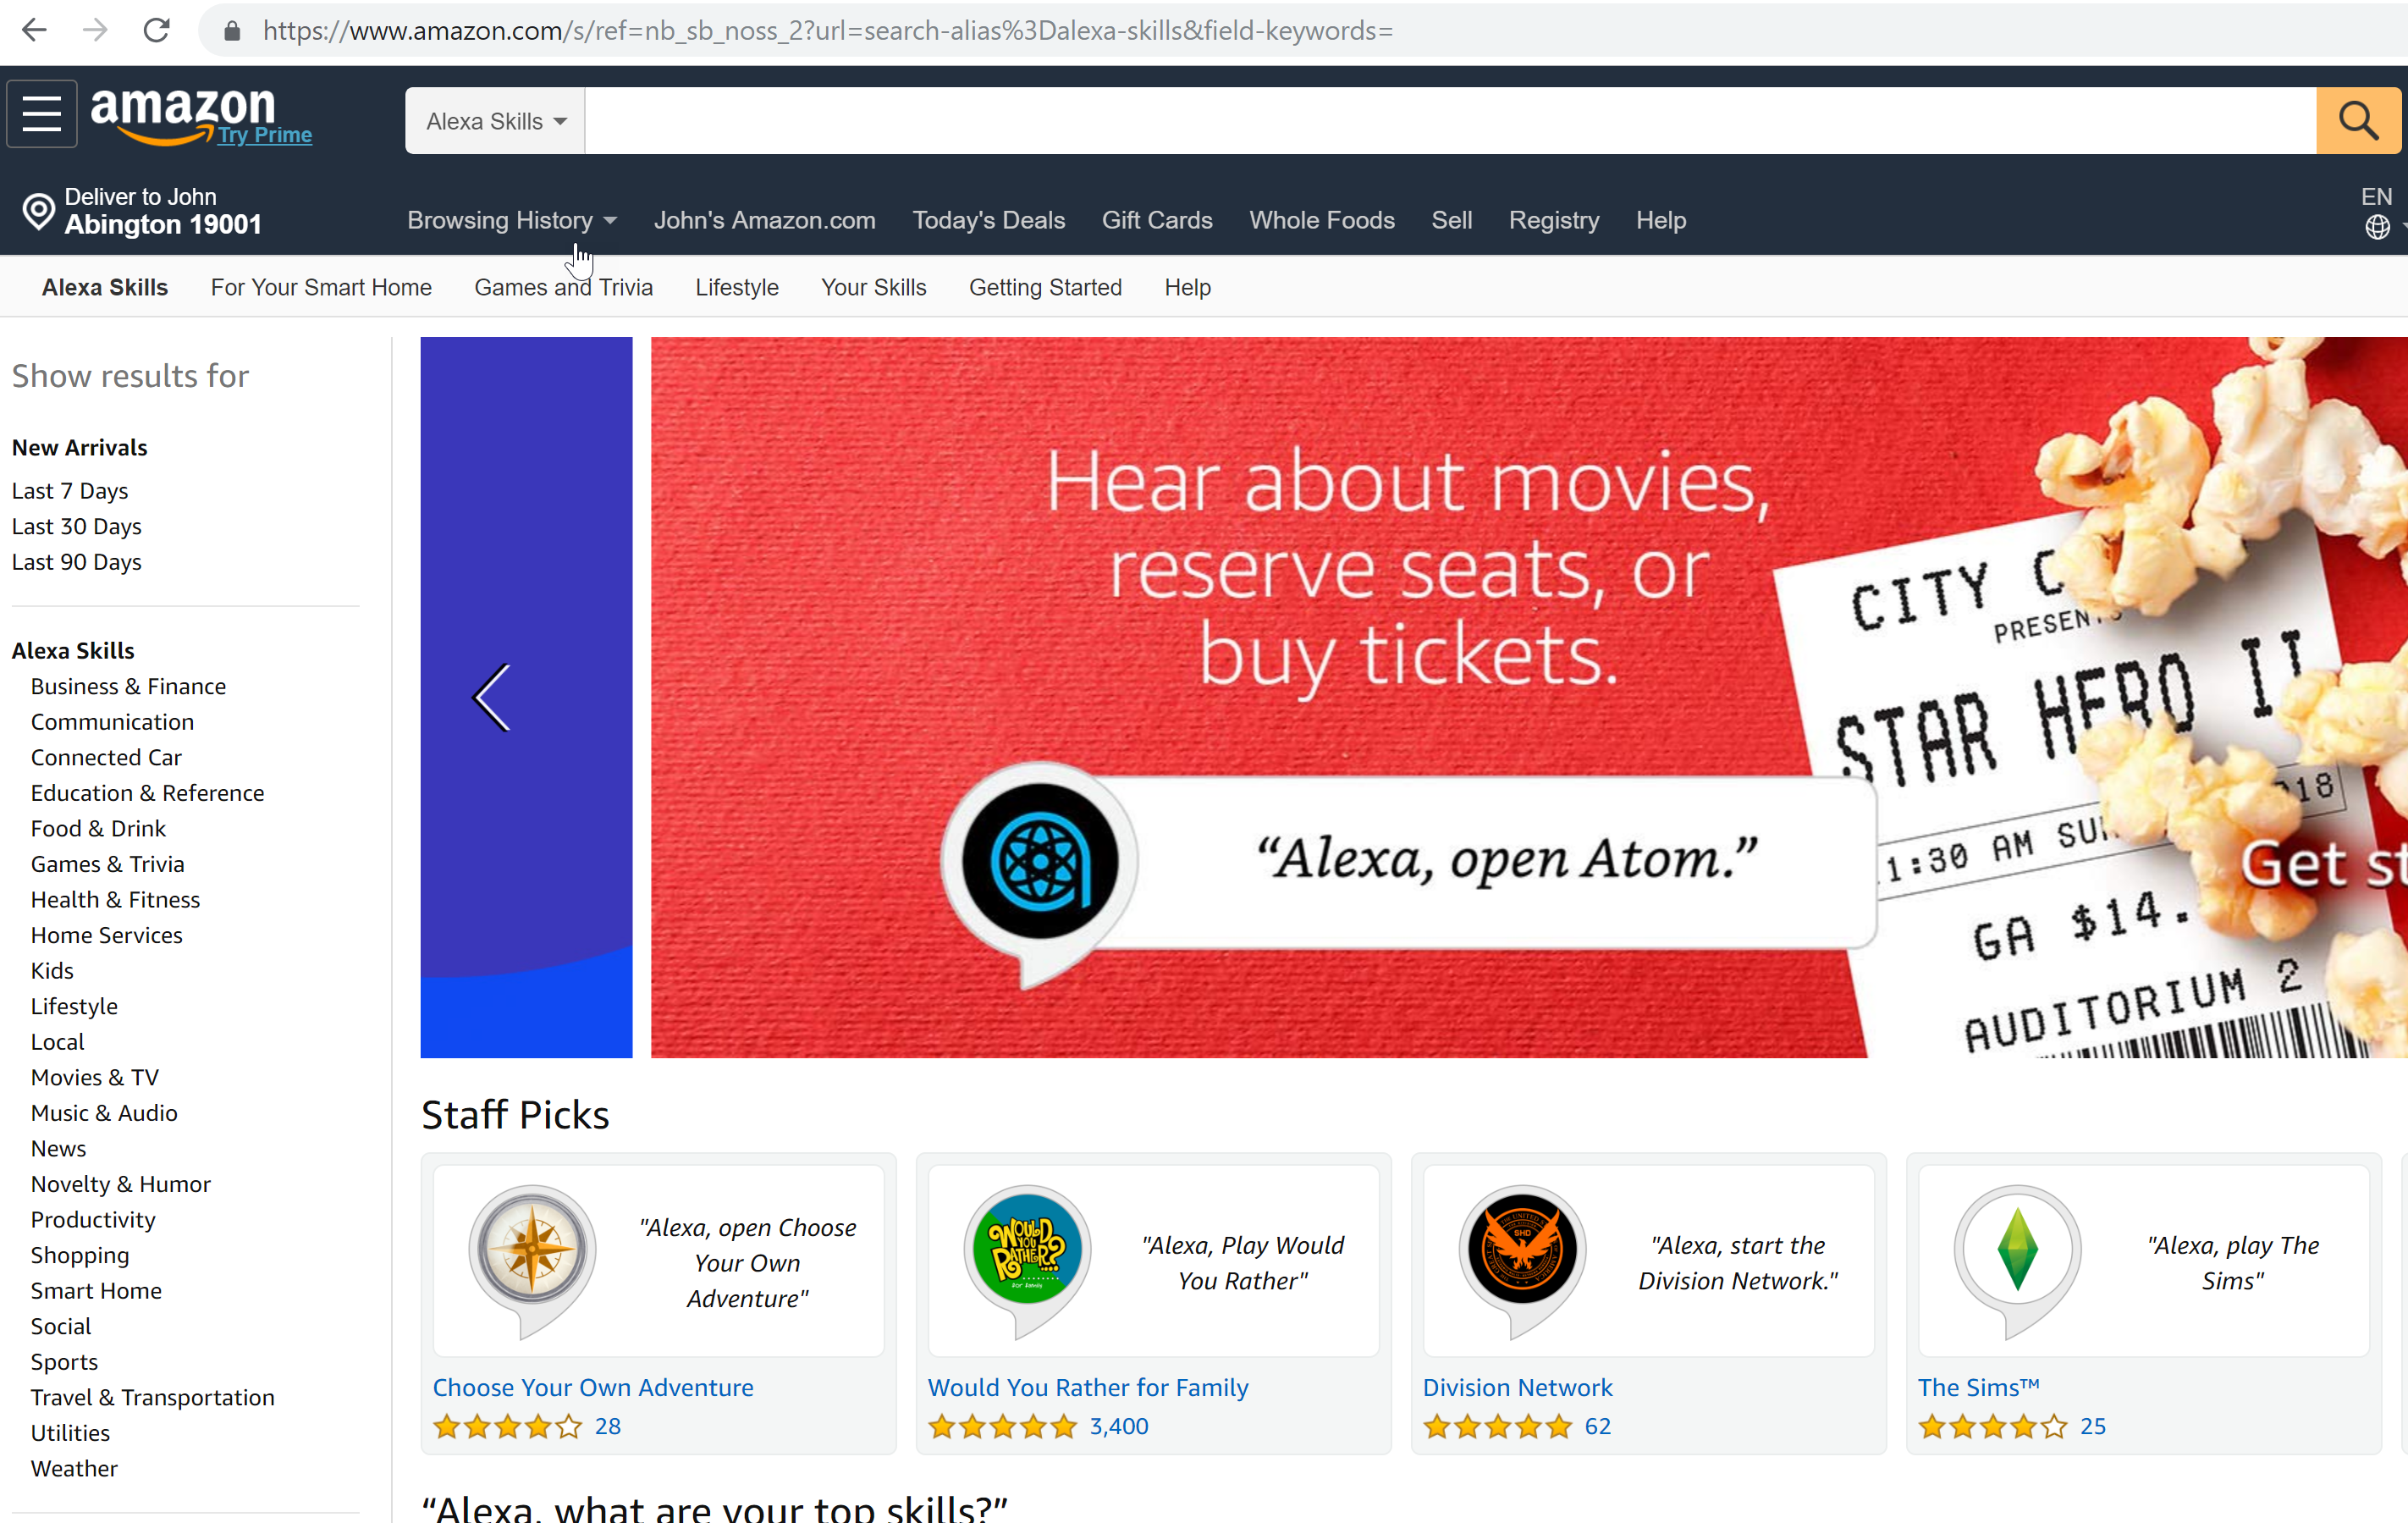 https://www.amazon.com/s/ref=nb_sb_noss_2?url=search-alias%3Dalexa-skills&field-keywords=
amazon
Try Prime
Alexa Skills
Deliver to John
Abington 19001
Browsing History John's Amazon.com Today's Deals Gift Cards Whole Foods Sell Registry Help
EN
Alexa Skills For Your Smart Home Games and Trivia Lifestyle Your Skills Getting Started Help
Show results for
New Arrivals
Last 7 Days
Last 30 Days
Last 90 Days
Alexa Skills
Business & Finance
Communication
Connected Car
Education & Reference
Food & Drink
Games & Trivia
Health & Fitness
Home Services
Kids
Lifestyle
Local
Movies & TV
Music & Audio
News
Novelty & Humor
Productivity
Shopping
Smart Home
Social
Sports
Travel & Transportation
Utilities
Weather
Hear about movies,
reserve seats, or
buy tickets.
“Alexa, open Atom.”
CITY C
PRESENTS
STAR HERO II
18
1:30 AM SU
GA $14.
AUDITORIUM 2
Get st
Staff Picks
"Alexa, open Choose
Your Own
Adventure"
Choose Your Own Adventure
28
WOULD
YOU
RATHER?
for family
"Alexa, Play Would
You Rather"
Would You Rather for Family
3,400
SHD
"Alexa, start the
Division Network."
Division Network
62
"Alexa, play The
Sims"
The Sims™
25
“Alexa, what are your top skills?”